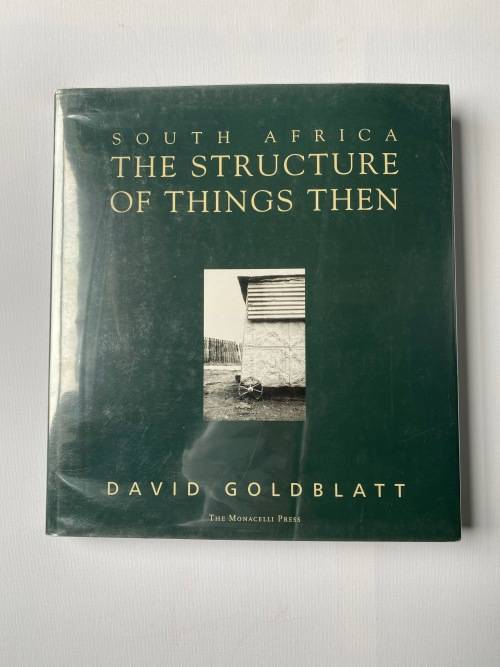 SOUTH AFRICA
THE STRUCTURE
OF THINGS THEN
DAVID GOLDBLATT
THE MONACELLI PRESS